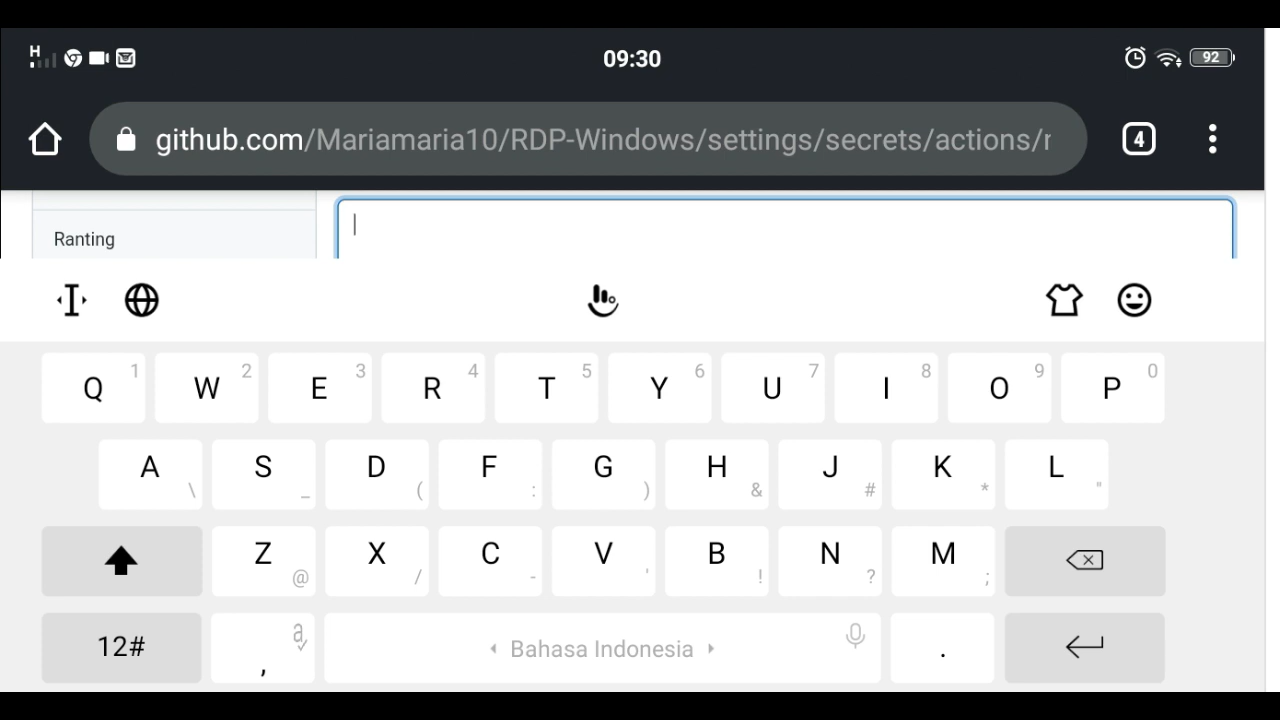 H
09:30
92
github.com/Mariamaria10/RDP-Windows/settings/secrets/actions/r
4
Ranting
Q 1 W 2 E 3 R 4 T 5 Y 6 U 7 I 8 O 9 P 0
A \ S _ D ( F : G ) H & J # K * L "
Z @ X / C - V ' B ! N ? M ;
12# , a Bahasa Indonesia .